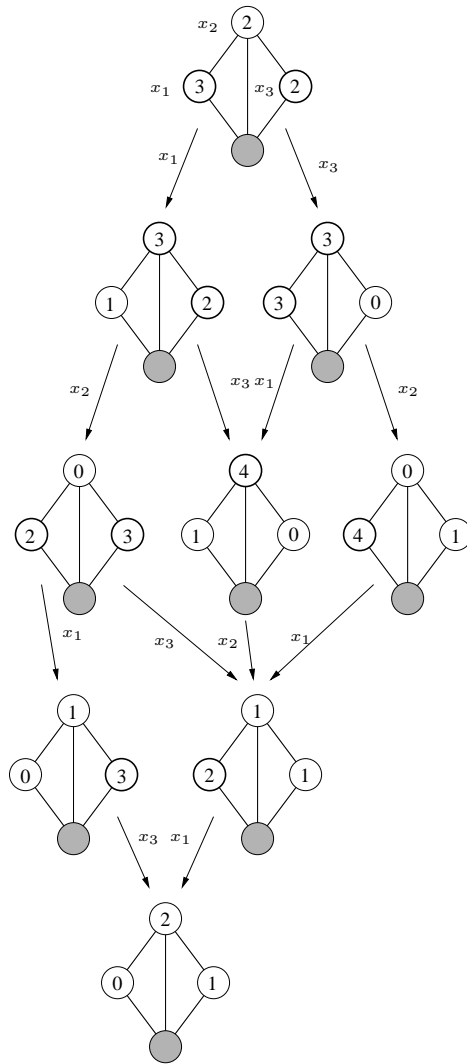 x₂ 2
x₁ 3 x₃ 2
x₁ x₃
3 3
1 2 3 0
x₂ x₃ x₁ x₂
0 4 0
2 3 1 0 4 1
x₁ x₃ x₂ x₁
1 1
0 3 2 1
x₃ x₁
2
0 1